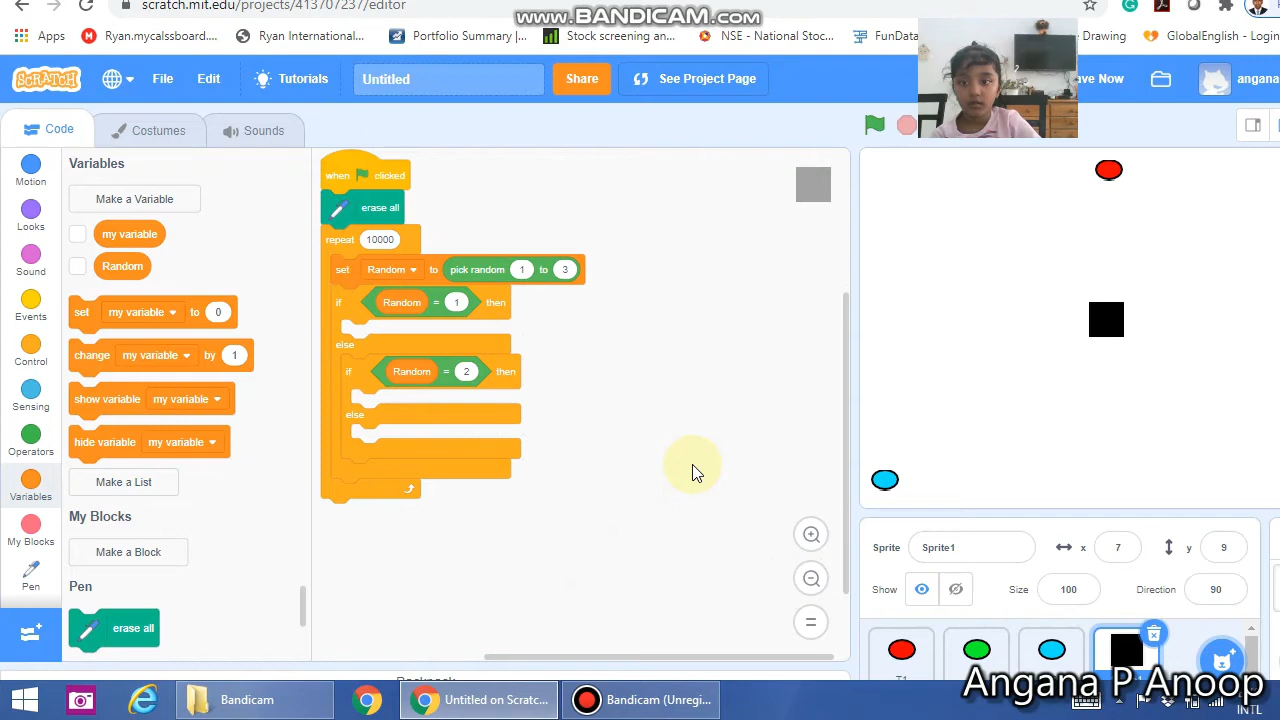 scratch.mit.edu/projects/413707237/editor
www.BANDICAM.com
Apps
Ryan.mycalssboard....
Ryan International...
Portfolio Summary |...
Stock screening an...
NSE - National Stoc...
FunData
Drawing
GlobalEnglish - Login
SCRATCH
File
Edit
Tutorials
Untitled
Share
See Project Page
ve Now
angana
Code
Costumes
Sounds
Motion
Looks
Sound
Events
Control
Sensing
Operators
Variables
My Blocks
Pen
Variables
Make a Variable
my variable
Random
set my variable to 0
change my variable by 1
show variable my variable
hide variable my variable
Make a List
My Blocks
Make a Block
Pen
erase all
when clicked
erase all
repeat 10000
set Random to pick random 1 to 3
if Random = 1 then
else
if Random = 2 then
else
Sprite Sprite1 x 7 y 9
Show Size 100 Direction 90
T1
Angana P Anoop
Bandicam
Untitled on Scratc...
Bandicam (Unregi...
INTL